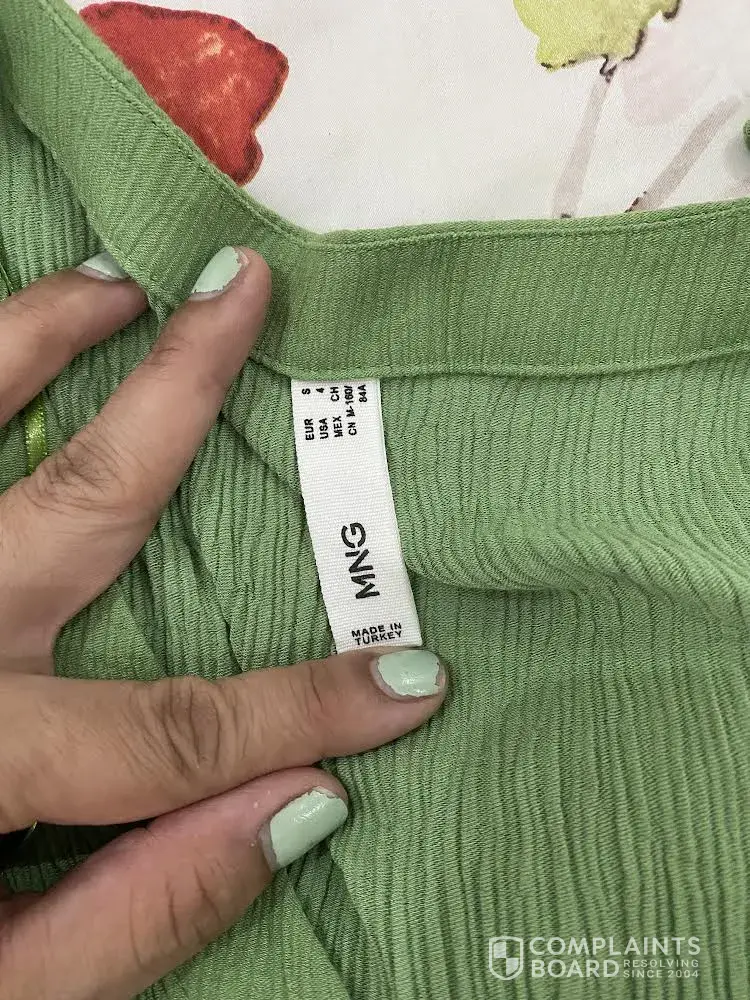 EUR S
USA 4
MEX CH
CN M-160/
84A
MNG
MADE IN
TURKEY
COMPLAINTS
BOARD RESOLVING
SINCE 2004